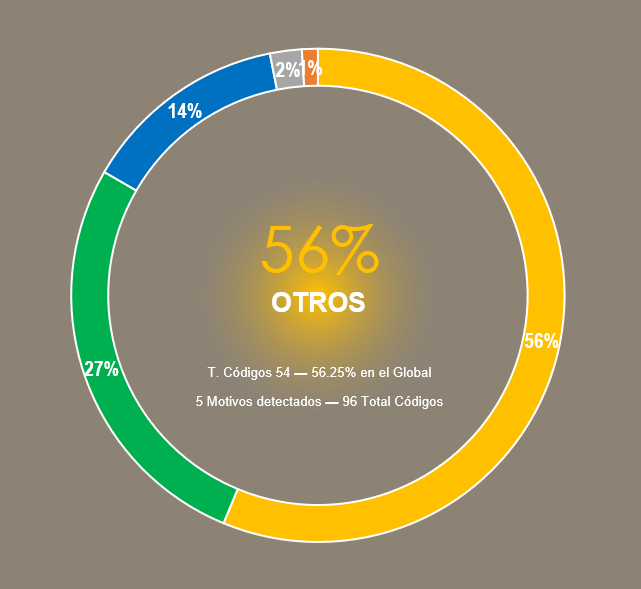 2%
1%
14%
56%
OTROS
56%
27%
T. Códigos 54 — 56.25% en el Global
5 Motivos detectados — 96 Total Códigos